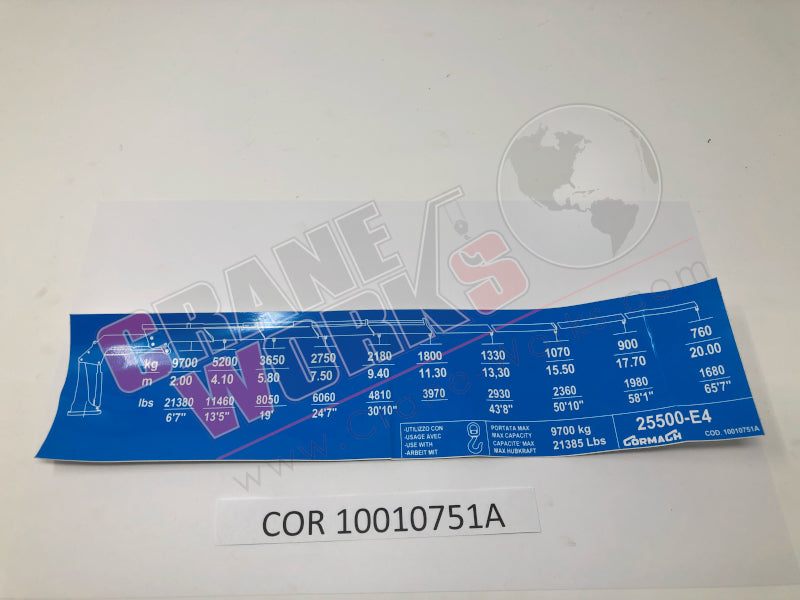 CRANE
WORKS
www.craneworks.com
kg 9700 5200 3650 2750 2180 1800 1330 1070 900 760
m 2.00 4.10 5.80 7.50 9.40 11.30 13,30 15.50 17.70 20.00
lbs 21380 11460 8050 6060 4810 3970 2930 2360 1980 1680
6'7" 13'5" 19' 24'7" 30'10" 43'8" 50'10" 58'1" 65'7"
-UTILIZZO CON
-USAGE AVEC
-USE WITH
-ARBEIT MIT
PORTATA MAX
MAX CAPACITY
CAPACITE' MAX
MAX HUBKRAFT
9700 kg
21385 Lbs
25500-E4
CORMACH
COD. 10010751A
COR 10010751A